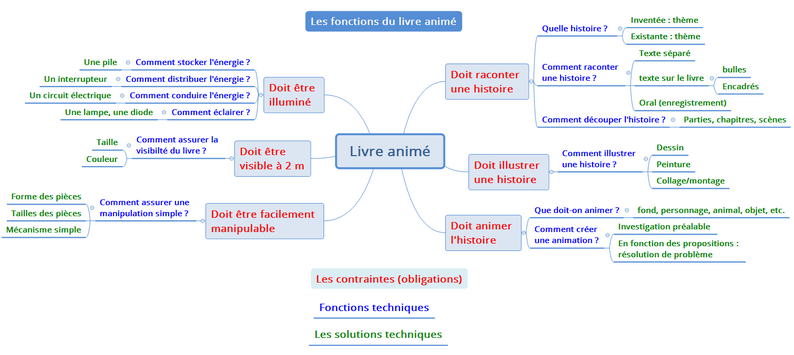 Les fonctions du livre animé
Livre animé
Doit être
illuminé
Comment stocker l'énergie ?
Une pile
Comment distribuer l'énergie ?
Un interrupteur
Comment conduire l'énergie ?
Un circuit électrique
Comment éclairer ?
Une lampe, une diode
Doit être
visible à 2 m
Comment assurer la
visibilté du livre ?
Taille
Couleur
Doit être facilement
manipulable
Comment assurer une
manipulation simple ?
Forme des pièces
Tailles des pièces
Mécanisme simple
Doit raconter
une histoire
Quelle histoire ?
Inventée : thème
Existante : thème
Comment raconter
une histoire ?
Texte séparé
texte sur le livre
bulles
Encadrés
Oral (enregistrement)
Comment découper l'histoire ?
Parties, chapitres, scènes
Doit illustrer
une histoire
Comment illustrer
une histoire ?
Dessin
Peinture
Collage/montage
Doit animer
l'histoire
Que doit-on animer ?
fond, personnage, animal, objet, etc.
Comment créer
une animation ?
Investigation préalable
En fonction des propositions :
résolution de problème
Les contraintes (obligations)
Fonctions techniques
Les solutions techniques